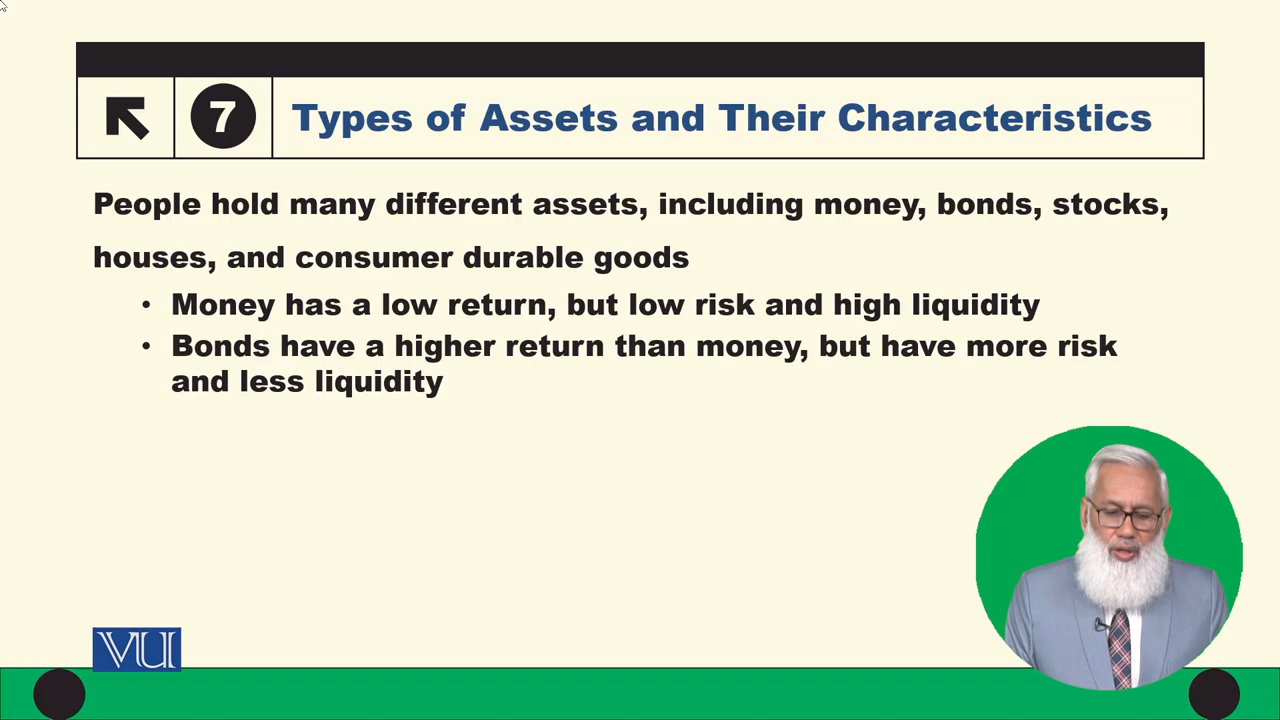 7
Types of Assets and Their Characteristics
People hold many different assets, including money, bonds, stocks,
houses, and consumer durable goods
• Money has a low return, but low risk and high liquidity
• Bonds have a higher return than money, but have more risk
and less liquidity
VU